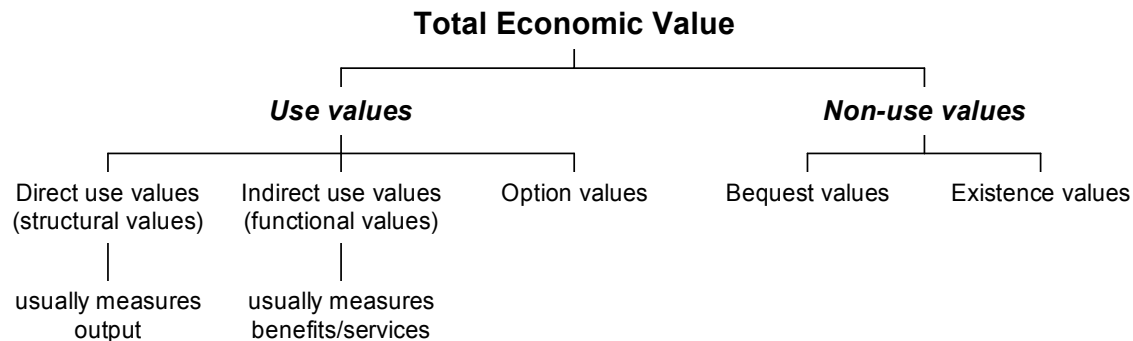 Total Economic Value
Use values
Non-use values
Direct use values
(structural values)
Indirect use values
(functional values)
Option values
Bequest values
Existence values
usually measures
output
usually measures
benefits/services